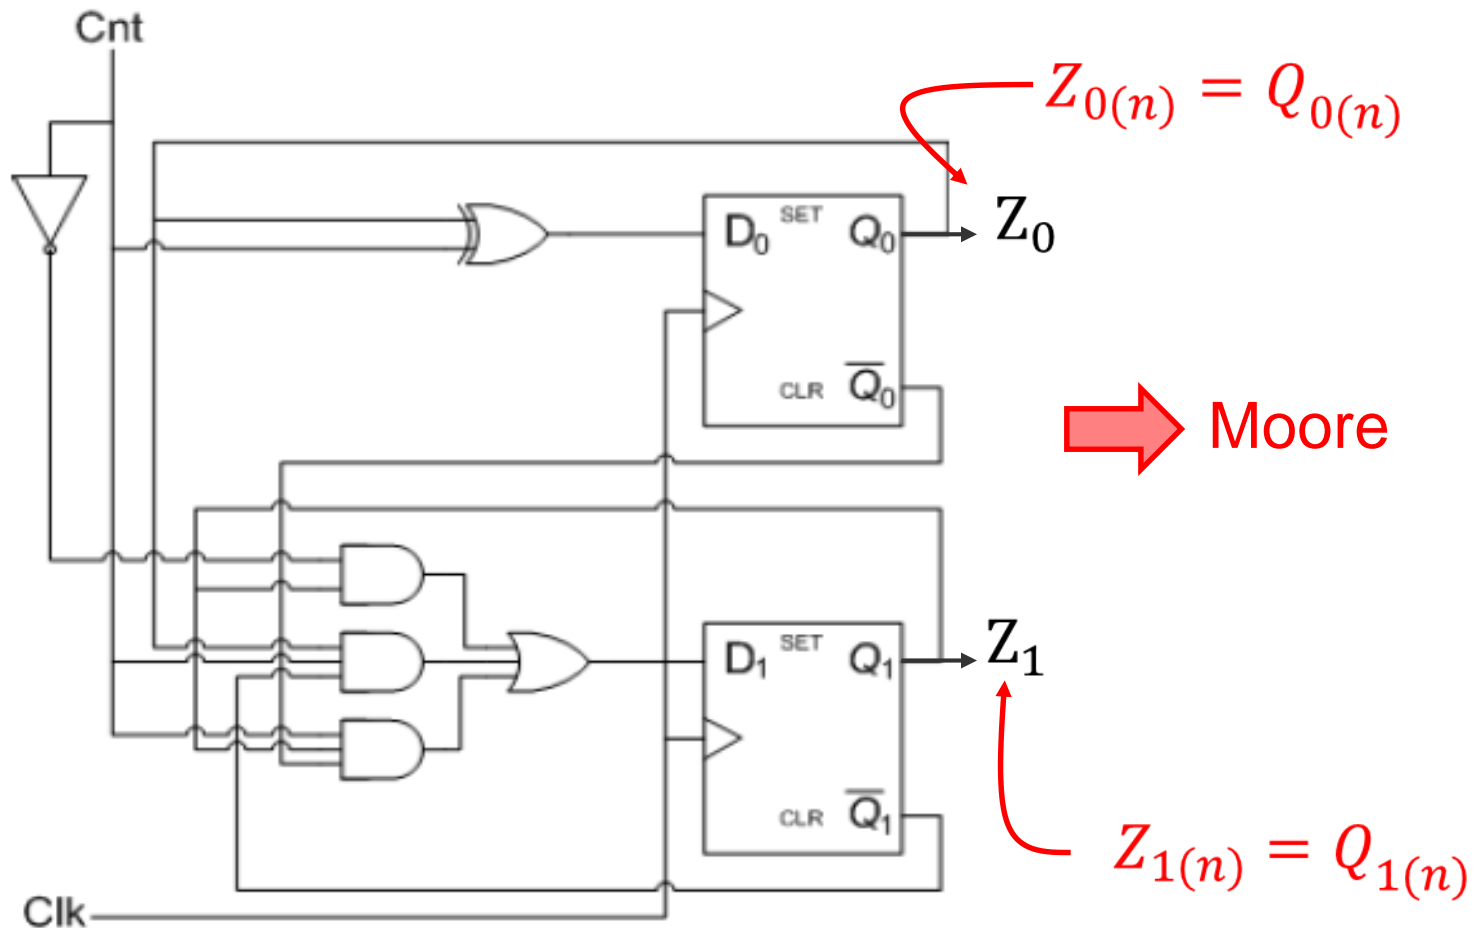 Cnt
Z₀₍ₙ₎ = Q₀₍ₙ₎
D₀ SET Q₀
Z₀
CLR Q̅₀
Moore
D₁ SET Q₁
Z₁
CLR Q̅₁
Z₁₍ₙ₎ = Q₁₍ₙ₎
Clk